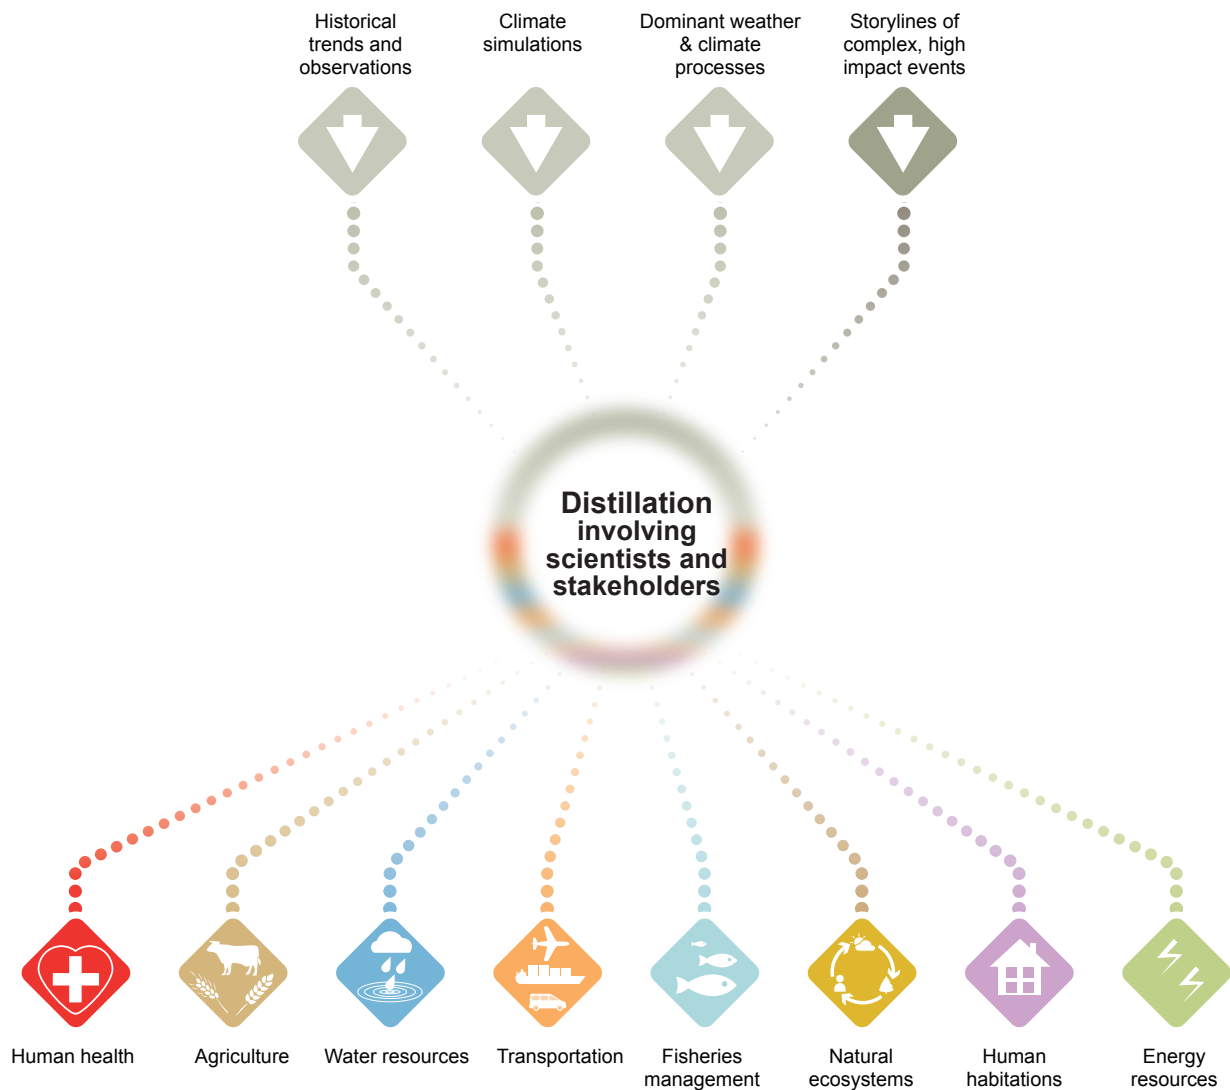 Historical
trends and
observations
Climate
simulations
Dominant weather
& climate
processes
Storylines of
complex, high
impact events
Distillation
involving
scientists and
stakeholders
Human health
Agriculture
Water resources
Transportation
Fisheries
management
Natural
ecosystems
Human
habitations
Energy
resources